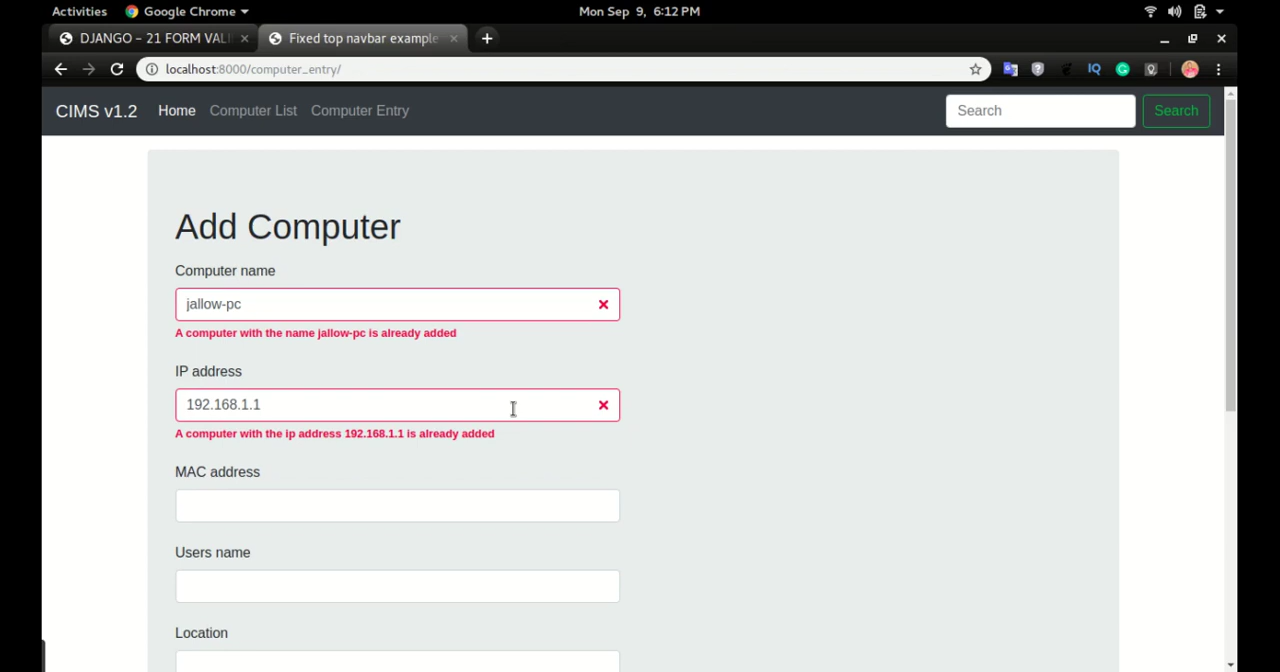 Activities Google Chrome Mon Sep 9, 6:12 PM
DJANGO – 21 FORM VALI Fixed top navbar example
localhost:8000/computer_entry/ IQ
CIMS v1.2 Home Computer List Computer Entry Search Search
Add Computer
Computer name
jallow-pc
A computer with the name jallow-pc is already added
IP address
192.168.1.1
A computer with the ip address 192.168.1.1 is already added
MAC address
Users name
Location